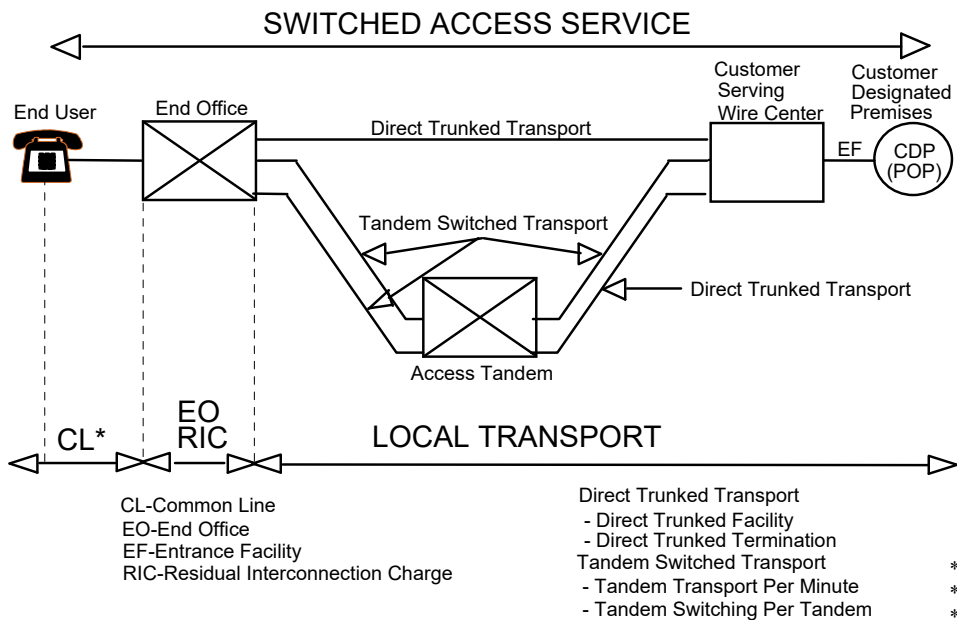 SWITCHED ACCESS SERVICE
Customer
Serving
Wire Center
Customer
Designated
Premises
End User
End Office
Direct Trunked Transport
EF
CDP
(POP)
Tandem Switched Transport
Direct Trunked Transport
Access Tandem
CL*
EO
RIC
LOCAL TRANSPORT
CL-Common Line
EO-End Office
EF-Entrance Facility
RIC-Residual Interconnection Charge
Direct Trunked Transport
- Direct Trunked Facility
- Direct Trunked Termination
Tandem Switched Transport *
- Tandem Transport Per Minute *
- Tandem Switching Per Tandem *